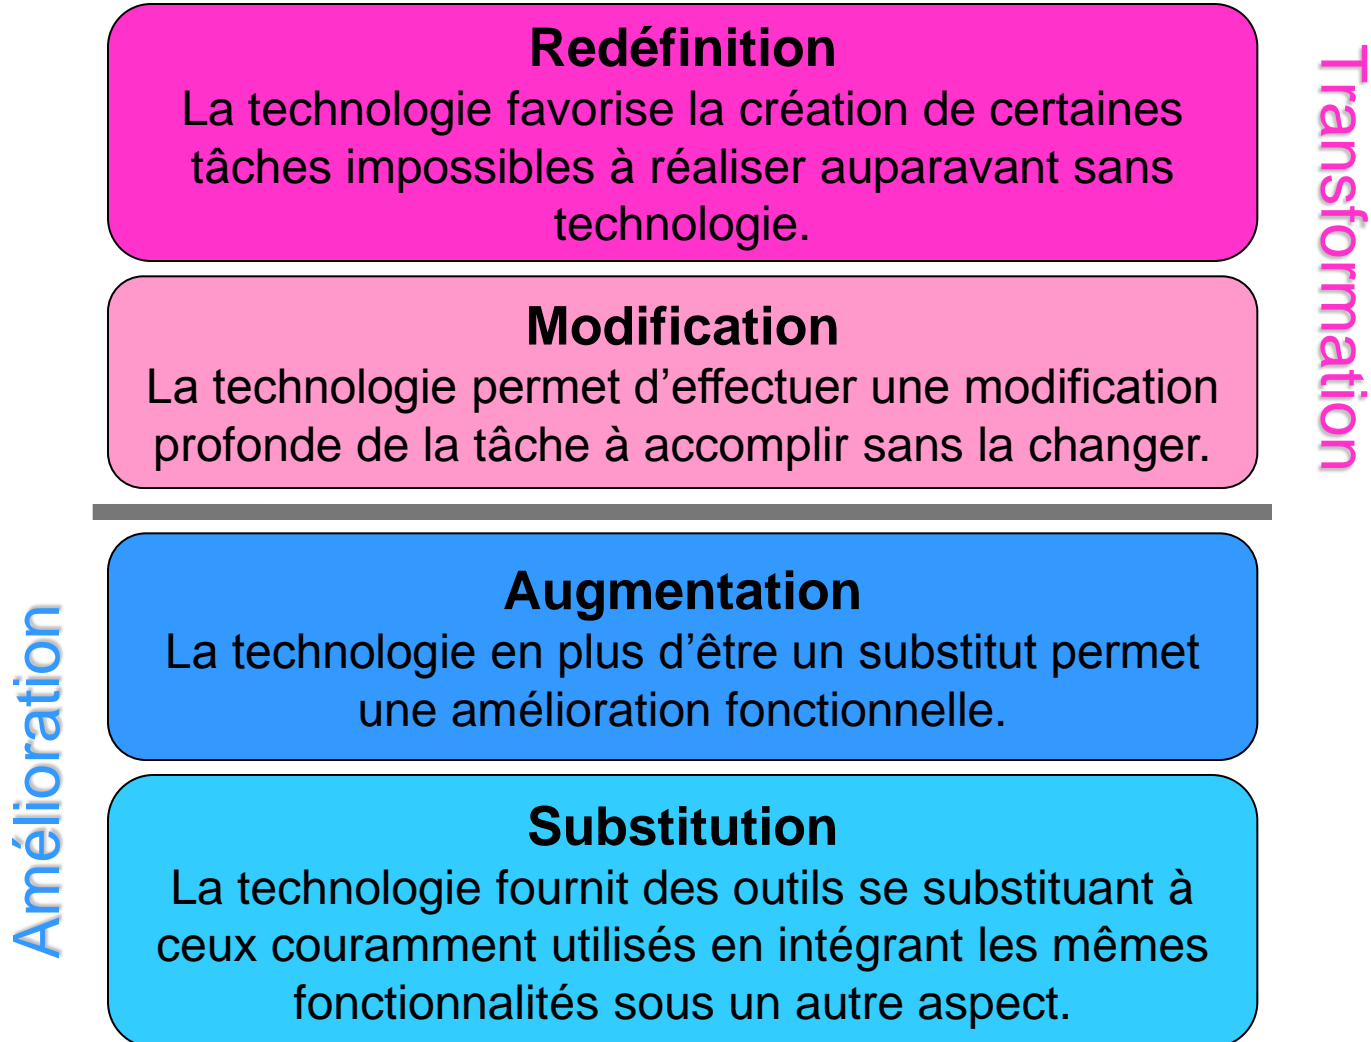 Redéfinition
La technologie favorise la création de certaines
tâches impossibles à réaliser auparavant sans
technologie.
Transformation
Modification
La technologie permet d’effectuer une modification
profonde de la tâche à accomplir sans la changer.
Augmentation
La technologie en plus d’être un substitut permet
une amélioration fonctionnelle.
Amélioration
Substitution
La technologie fournit des outils se substituant à
ceux couramment utilisés en intégrant les mêmes
fonctionnalités sous un autre aspect.